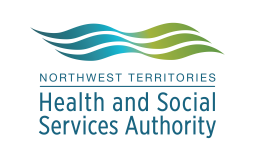 NORTHWEST TERRITORIES
Health and Social
Services Authority